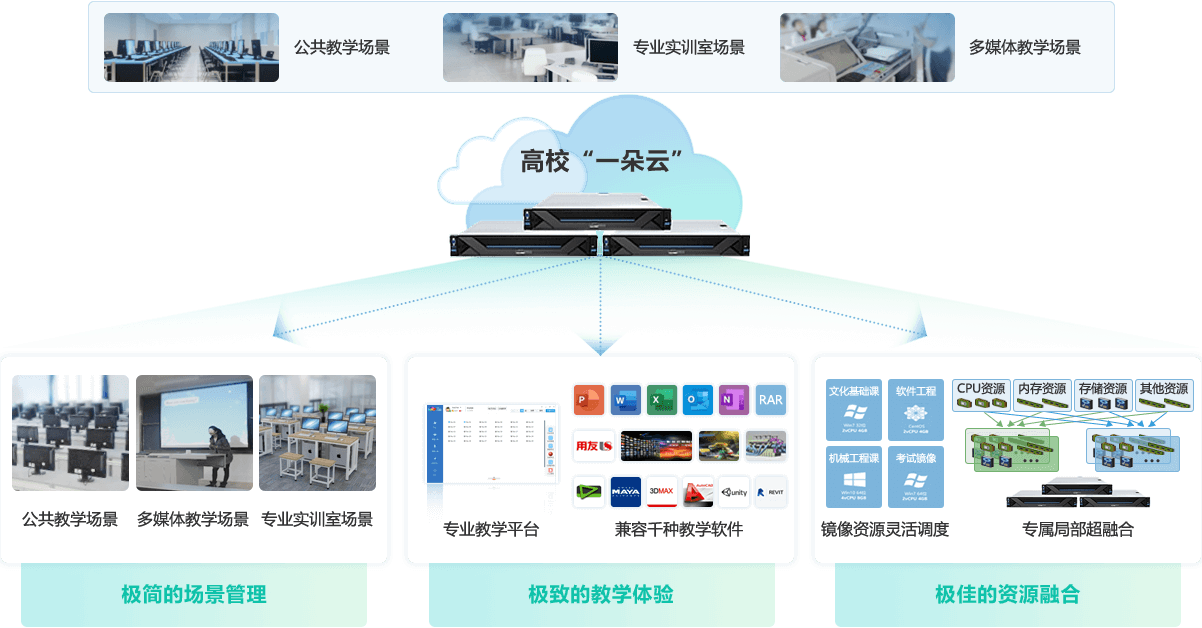 公共教学场景
专业实训室场景
多媒体教学场景
高校“一朵云”
公共教学场景
多媒体教学场景
专业实训室场景
极简的场景管理
RAR
用友
MAYA
3DMAX
AutoCAD
unity
REVIT
专业教学平台
兼容千种教学软件
极致的教学体验
文化基础课
软件工程
CentOS
2vCPU 4GB
机械工程课
4vCPU 8GB
考试镜像
镜像资源灵活调度
CPU资源
内存资源
存储资源
其他资源
专属局部超融合
极佳的资源融合